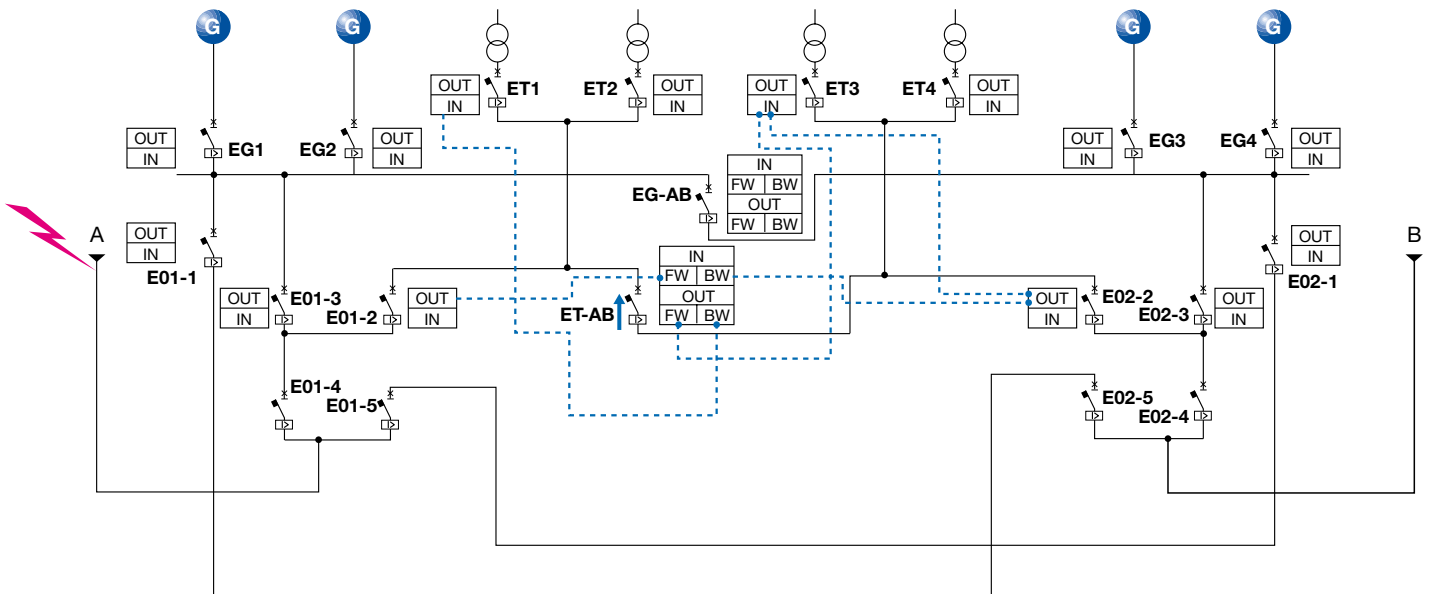 G
G
G
G
OUT
IN
ET1
ET2
OUT
IN
OUT
IN
ET3
ET4
OUT
IN
OUT
IN
EG1
EG2
OUT
IN
OUT
IN
EG3
EG4
OUT
IN
IN
FW BW
OUT
FW BW
EG-AB
A
OUT
IN
E01-1
B
OUT
IN
E02-1
IN
FW BW
OUT
FW BW
ET-AB
OUT
IN
E01-3
E01-2
OUT
IN
OUT
IN
E02-2
E02-3
OUT
IN
E01-4
E01-5
E02-5
E02-4